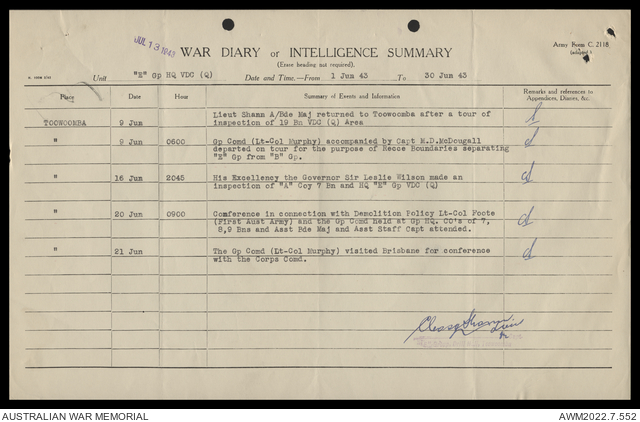 JUL 13 1943
WAR DIARY or INTELLIGENCE SUMMARY
Army Form C. 2118
(Erase heading not required).
Unit "E" Gp HQ VDC (Q) Date and Time.—From 1 Jun 43 To 30 Jun 43
Place Date Hour Summary of Events and Information Remarks and references to
Appendices, Diaries, &c.
Lieut Shann A/Bde Maj returned to Toowoomba after a tour of
TOOWOOMBA 9 Jun inspection of 19 Bn VDC (Q) Area
" 9 Jun 0600 Gp Comd (Lt-Col Murphy) accompanied by Capt M.D.McDougall
departed on tour for the purpose of Recce Boundaries separating
"E" Gp from "B" Gp.
" 16 Jun 2045 His Excellency the Governor Sir Leslie Wilson made an
inspection of "A" Coy 7 Bn and HQ "E" Gp VDC (Q)
" 20 Jun 0900 Conference in connection with Demolition Policy Lt-Col Foote
(First Aust Army) and the Gp Comd held at Gp HQ. CO's of 7,
8,9 Bns and Asst Bde Maj and Asst Staff Capt attended.
" 21 Jun The Gp Comd (Lt-Col Murphy) visited Brisbane for conference
with the Corps Comd.
AUSTRALIAN WAR MEMORIAL AWM2022.7.552